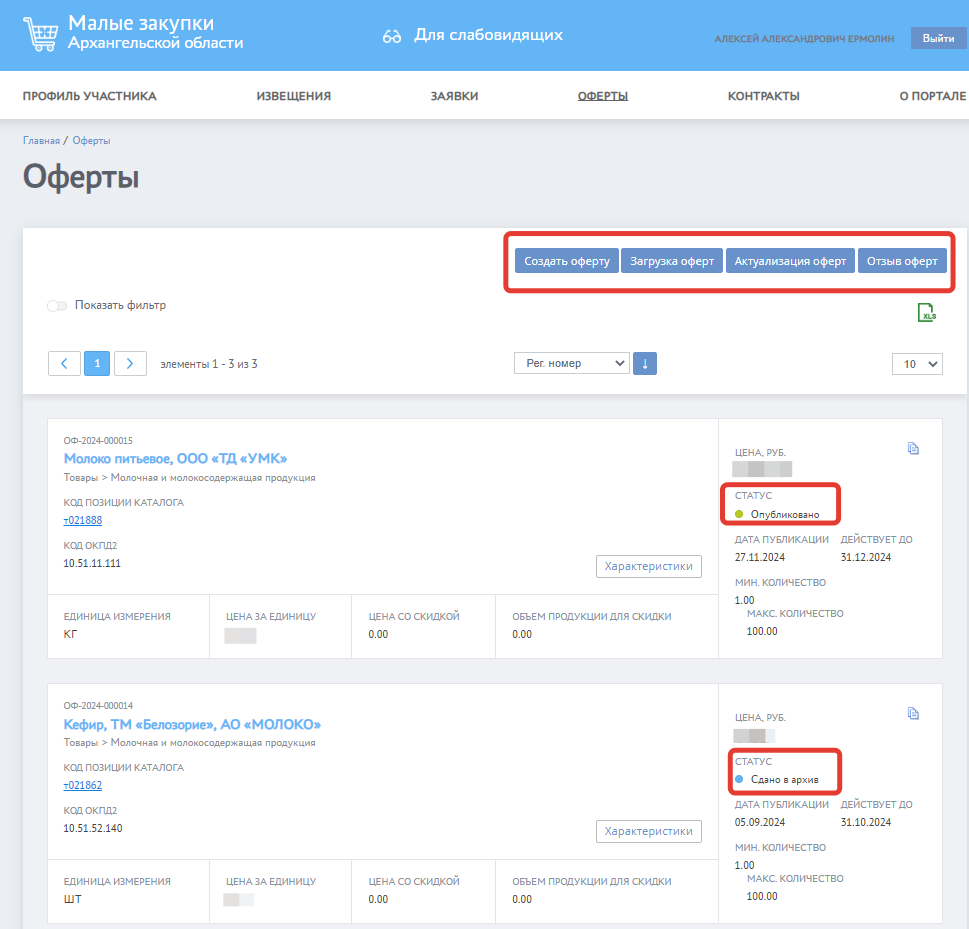 Малые закупки
Архангельской области
Для слабовидящих
АЛЕКСЕЙ АЛЕКСАНДРОВИЧ ЕРМОЛИН
Выйти
ПРОФИЛЬ УЧАСТНИКА ИЗВЕЩЕНИЯ ЗАЯВКИ ОФЕРТЫ КОНТРАКТЫ О ПОРТАЛЕ
Главная / Оферты
Оферты
Создать оферту Загрузка оферт Актуализация оферт Отзыв оферт
Показать фильтр
XLS
1 элементы 1 - 3 из 3 Рег. номер ↓ 10
ОФ-2024-000015
Молоко питьевое, ООО «ТД «УМК»
Товары > Молочная и молокосодержащая продукция
КОД ПОЗИЦИИ КАТАЛОГА
т021888
КОД ОКПД2
10.51.11.111
Характеристики
ЕДИНИЦА ИЗМЕРЕНИЯ ЦЕНА ЗА ЕДИНИЦУ ЦЕНА СО СКИДКОЙ ОБЪЕМ ПРОДУКЦИИ ДЛЯ СКИДКИ
КГ 0.00 0.00
ЦЕНА, РУБ.
СТАТУС
Опубликовано
ДАТА ПУБЛИКАЦИИ ДЕЙСТВУЕТ ДО
27.11.2024 31.12.2024
МИН. КОЛИЧЕСТВО
1.00
МАКС. КОЛИЧЕСТВО
100.00
ОФ-2024-000014
Кефир, ТМ «Белозорие», АО «МОЛОКО»
Товары > Молочная и молокосодержащая продукция
КОД ПОЗИЦИИ КАТАЛОГА
т021862
КОД ОКПД2
10.51.52.140
Характеристики
ЕДИНИЦА ИЗМЕРЕНИЯ ЦЕНА ЗА ЕДИНИЦУ ЦЕНА СО СКИДКОЙ ОБЪЕМ ПРОДУКЦИИ ДЛЯ СКИДКИ
ШТ 0.00 0.00
ЦЕНА, РУБ.
СТАТУС
Сдано в архив
ДАТА ПУБЛИКАЦИИ ДЕЙСТВУЕТ ДО
05.09.2024 31.10.2024
МИН. КОЛИЧЕСТВО
1.00
МАКС. КОЛИЧЕСТВО
100.00